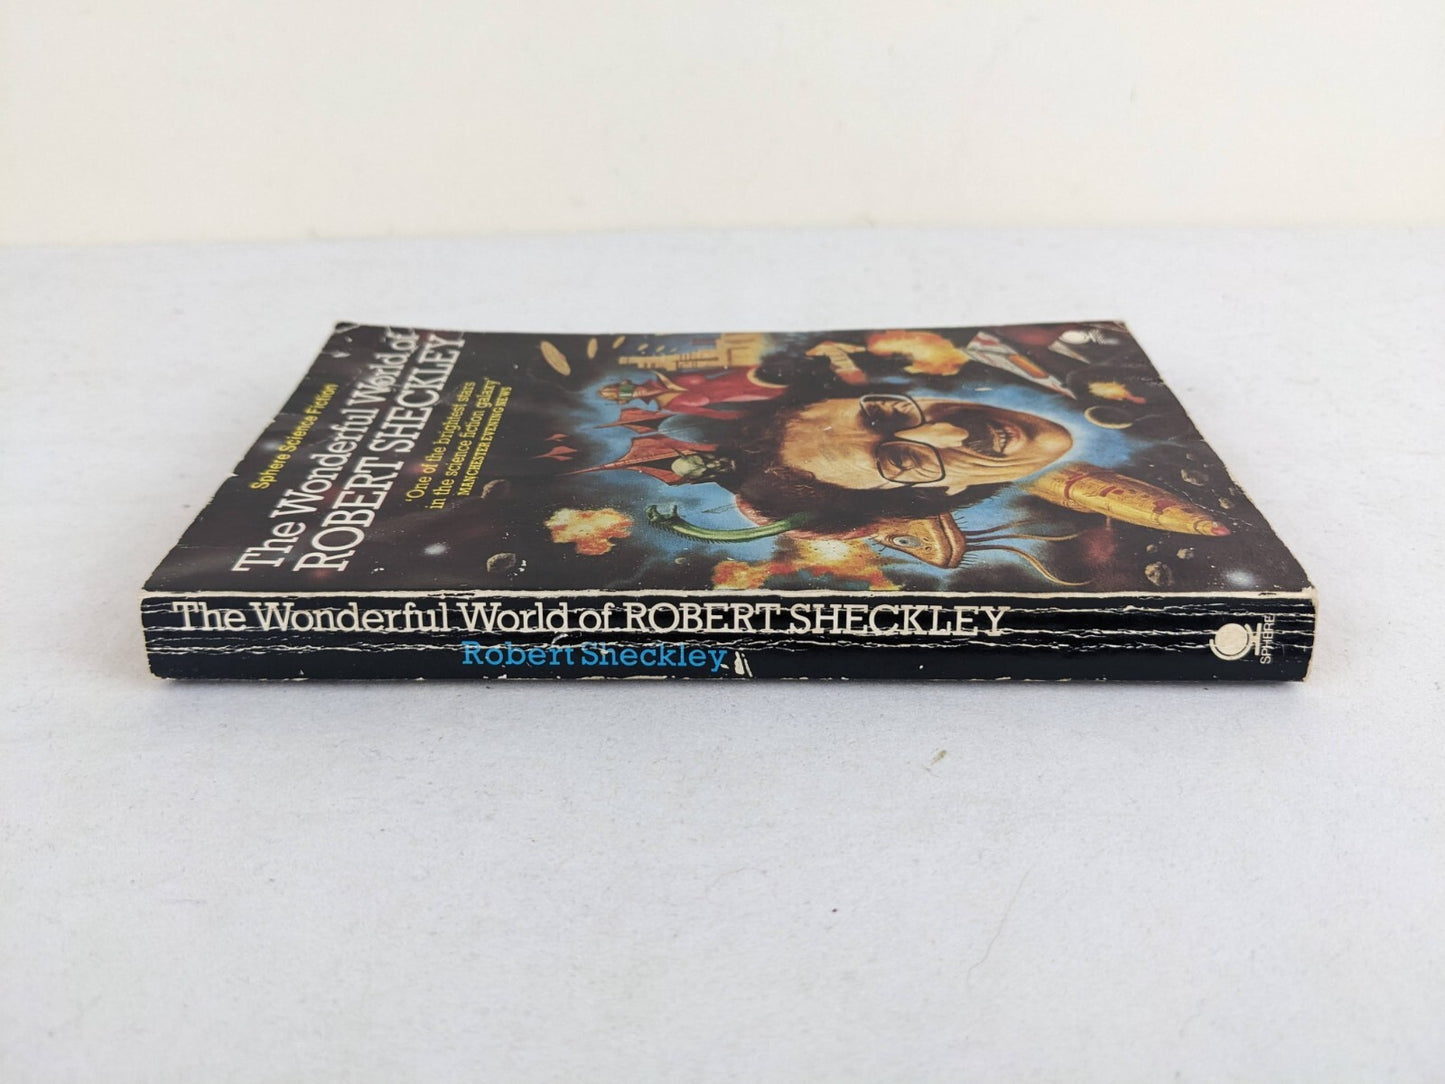 Sphere Science Fiction
The Wonderful World of
ROBERT SHECKLEY
'One of the brightest stars
in the science fiction galaxy'
MANCHESTER EVENING NEWS
The Wonderful World of ROBERT SHECKLEY
Robert Sheckley
SPHERE